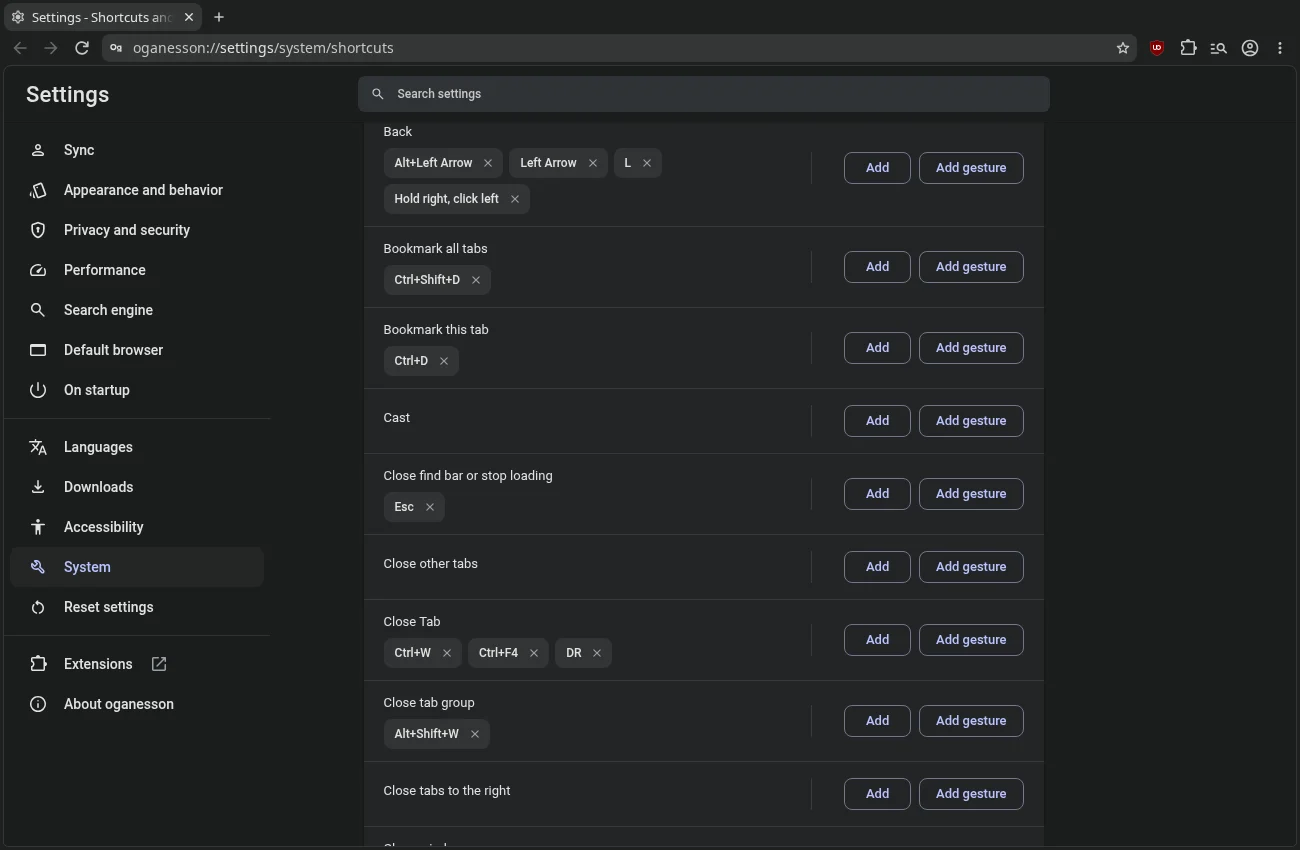 Settings - Shortcuts and
Og
oganesson://settings/system/shortcuts
UO
Settings
Search settings
Sync
Appearance and behavior
Privacy and security
Performance
Search engine
Default browser
On startup
Languages
Downloads
Accessibility
System
Reset settings
Extensions
About oganesson
Back
Alt+Left Arrow
Left Arrow
L
Hold right, click left
Add
Add gesture
Bookmark all tabs
Ctrl+Shift+D
Add
Add gesture
Bookmark this tab
Ctrl+D
Add
Add gesture
Cast
Add
Add gesture
Close find bar or stop loading
Esc
Add
Add gesture
Close other tabs
Add
Add gesture
Close Tab
Ctrl+W
Ctrl+F4
DR
Add
Add gesture
Close tab group
Alt+Shift+W
Add
Add gesture
Close tabs to the right
Add
Add gesture